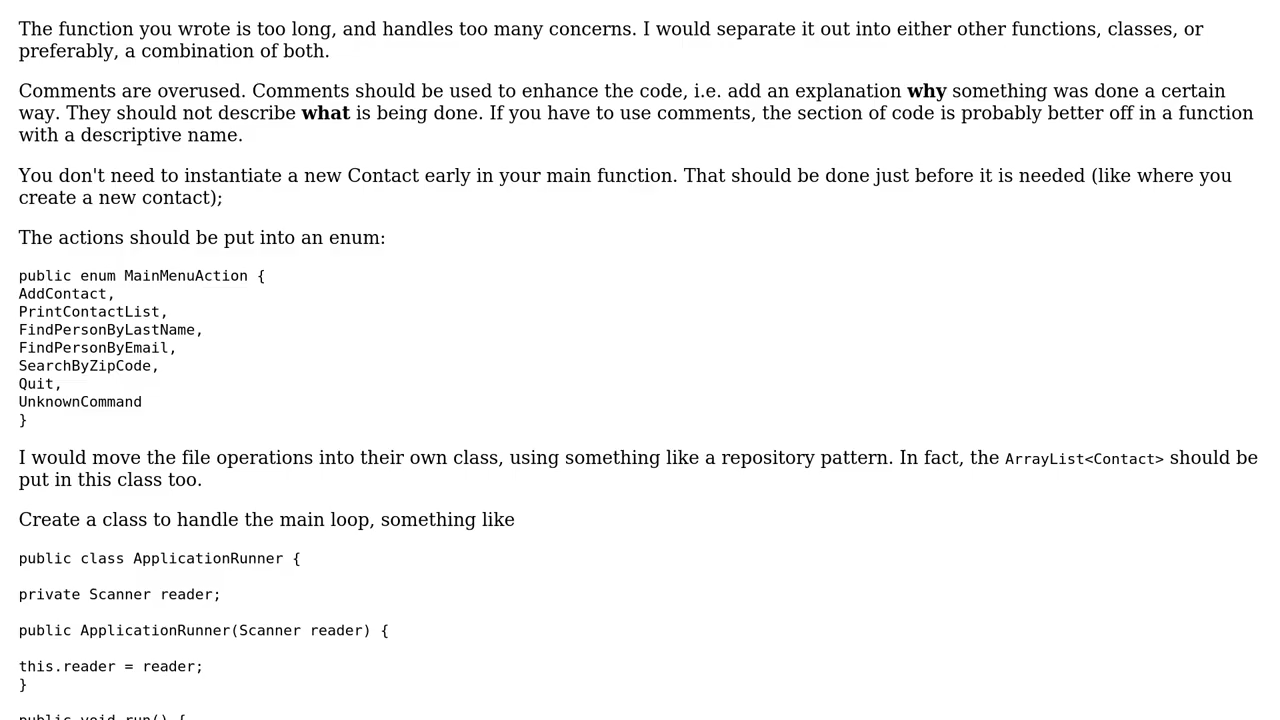 The function you wrote is too long, and handles too many concerns. I would separate it out into either other functions, classes, or
preferably, a combination of both.
Comments are overused. Comments should be used to enhance the code, i.e. add an explanation why something was done a certain
way. They should not describe what is being done. If you have to use comments, the section of code is probably better off in a function
with a descriptive name.
You don't need to instantiate a new Contact early in your main function. That should be done just before it is needed (like where you
create a new contact);
The actions should be put into an enum:
public enum MainMenuAction {
AddContact,
PrintContactList,
FindPersonByLastName,
FindPersonByEmail,
SearchByZipCode,
Quit,
UnknownCommand
}
I would move the file operations into their own class, using something like a repository pattern. In fact, the ArrayList<Contact> should be
put in this class too.
Create a class to handle the main loop, something like
public class ApplicationRunner {
private Scanner reader;
public ApplicationRunner(Scanner reader) {
this.reader = reader;
}
public void run() {